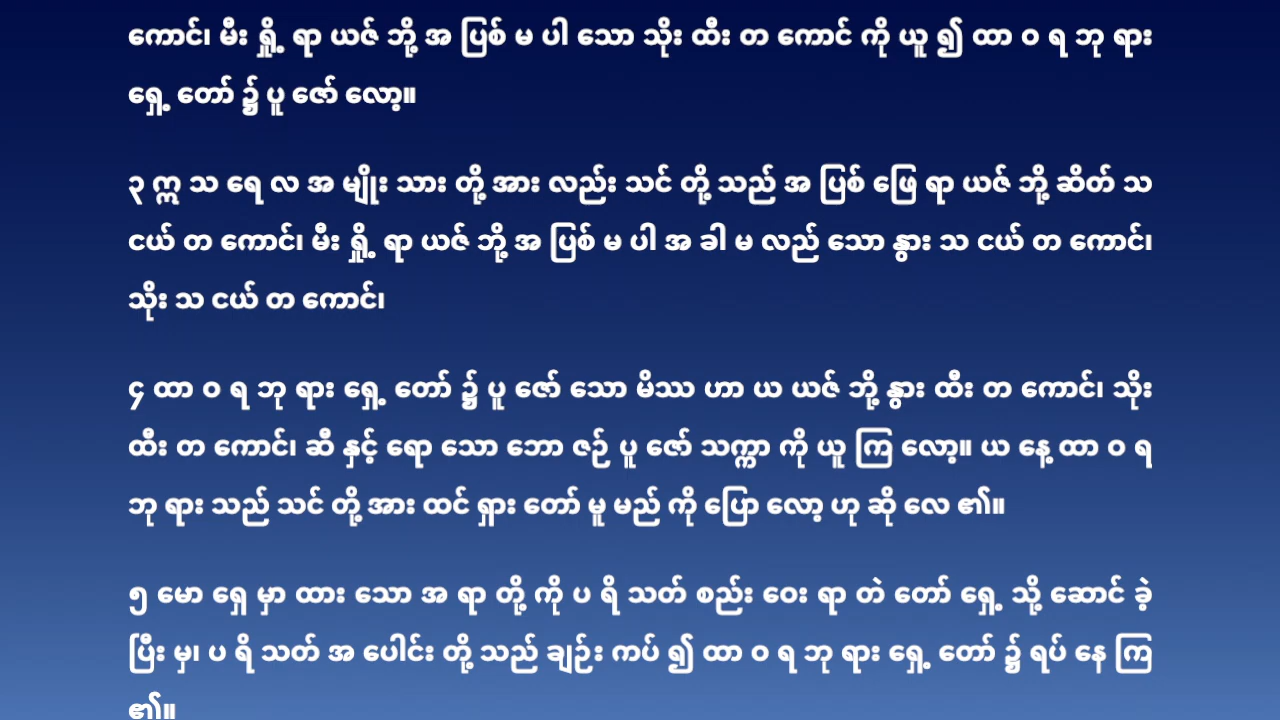 ကောင်၊ မီး ရှို့ ရာ ယဇ် ဘို့ အ ပြစ် မ ပါ သော သိုး ထီး တ ကောင် ကို ယူ ၍ ထာ ဝ ရ ဘု ရား
ရှေ့ တော် ၌ ပူ ဇော် လော့။
၃ ဣ သ ရေ လ အ မျိုး သား တို့ အား လည်း သင် တို့ သည် အ ပြစ် ဖြေ ရာ ယဇ် ဘို့ ဆိတ် သ
ငယ် တ ကောင်၊ မီး ရှို့ ရာ ယဇ် ဘို့ အ ပြစ် မ ပါ အ ခါ မ လည် သော နွား သ ငယ် တ ကောင်၊
သိုး သ ငယ် တ ကောင်၊
၄ ထာ ဝ ရ ဘု ရား ရှေ့ တော် ၌ ပူ ဇော် သော မိဿ ဟာ ယ ယဇ် ဘို့ နွား ထီး တ ကောင်၊ သိုး
ထီး တ ကောင်၊ ဆီ နှင့် ရော သော ဘော ဇဉ် ပူ ဇော် သက္ကာ ကို ယူ ကြ လော့။ ယ နေ့ ထာ ဝ ရ
ဘု ရား သည် သင် တို့ အား ထင် ရှား တော် မူ မည် ကို ပြော လော့ ဟု ဆို လေ ၏။
၅ မော ရှေ မှာ ထား သော အ ရာ တို့ ကို ပ ရိ သတ် စည်း ဝေး ရာ တဲ တော် ရှေ့ သို့ ဆောင် ခဲ့
ပြီး မှ၊ ပ ရိ သတ် အ ပေါင်း တို့ သည် ချဉ်း ကပ် ၍ ထာ ဝ ရ ဘု ရား ရှေ့ တော် ၌ ရပ် နေ ကြ
၏။